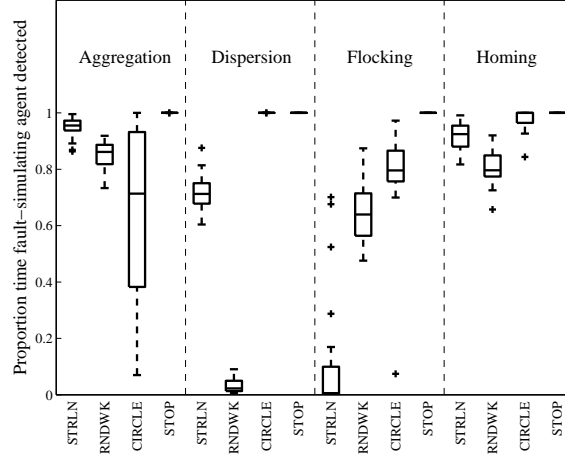 Proportion time fault−simulating agent detected
Aggregation Dispersion Flocking Homing
1
0.8
0.6
0.4
0.2
0
STRLN RNDWK CIRCLE STOP STRLN RNDWK CIRCLE STOP STRLN RNDWK CIRCLE STOP STRLN RNDWK CIRCLE STOP